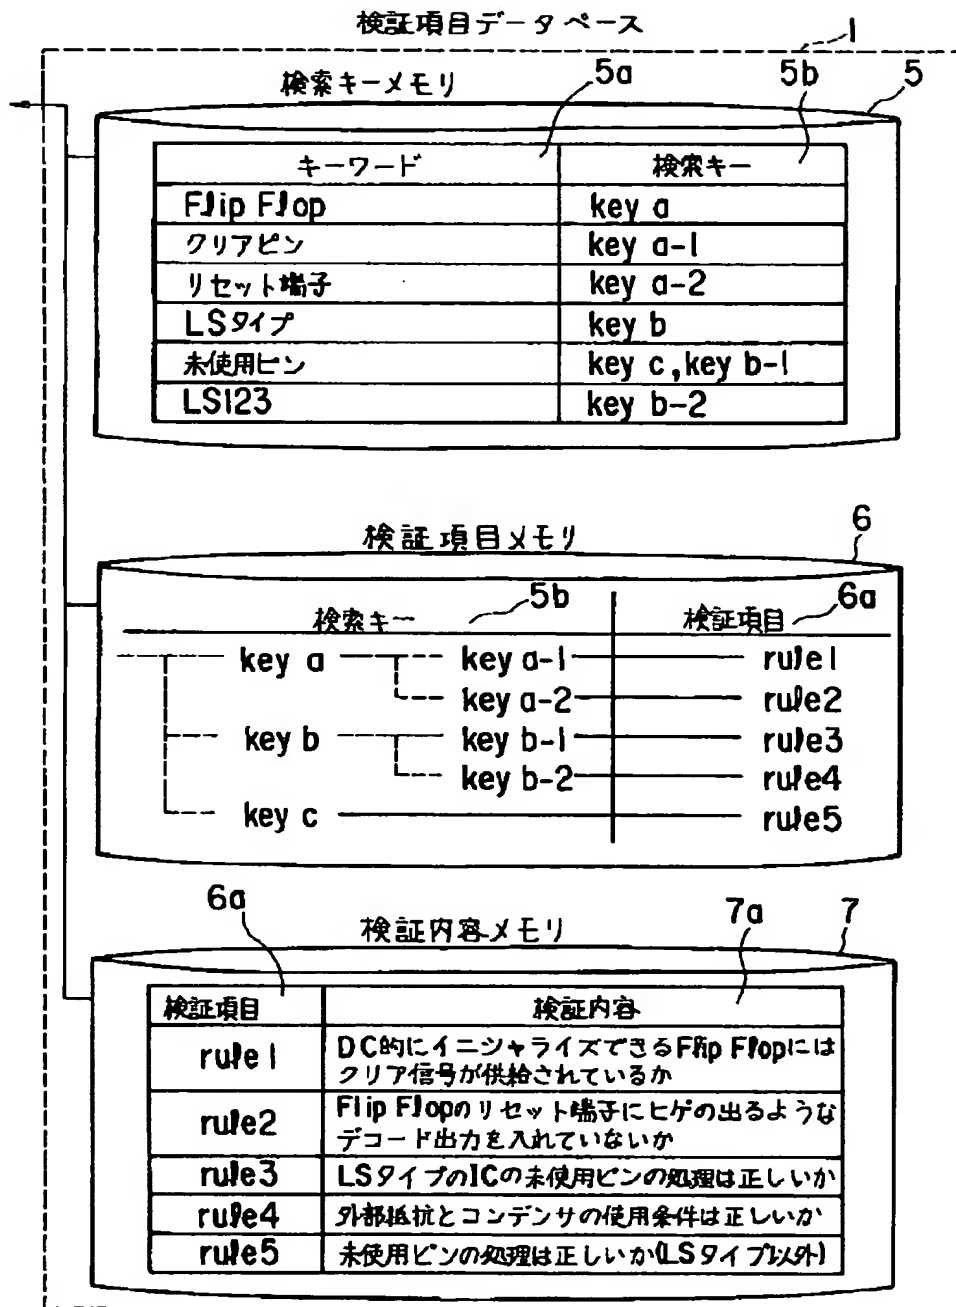 検証項目データベース
1
検索キーメモリ
5a
5b
5
キーワード 検索キー
Flip Flop key a
クリアピン key a-1
リセット端子 key a-2
LSタイプ key b
未使用ピン key c,key b-1
LS123 key b-2
検証項目メモリ
6
検索キー
5b
検証項目
6a
key a key a-1 rule1
key a-2 rule2
key b key b-1 rule3
key b-2 rule4
key c rule5
6a
検証内容メモリ
7a
7
検証項目 検証内容
rule1 DC的にイニシャライズできるFlip Flopには
クリア信号が供給されているか
rule2 Flip Flopのリセット端子にヒゲの出るような
デコード出力を入れていないか
rule3 LSタイプのICの未使用ピンの処理は正しいか
rule4 外部抵抗とコンデンサの使用条件は正しいか
rule5 未使用ピンの処理は正しいか(LSタイプ以外)